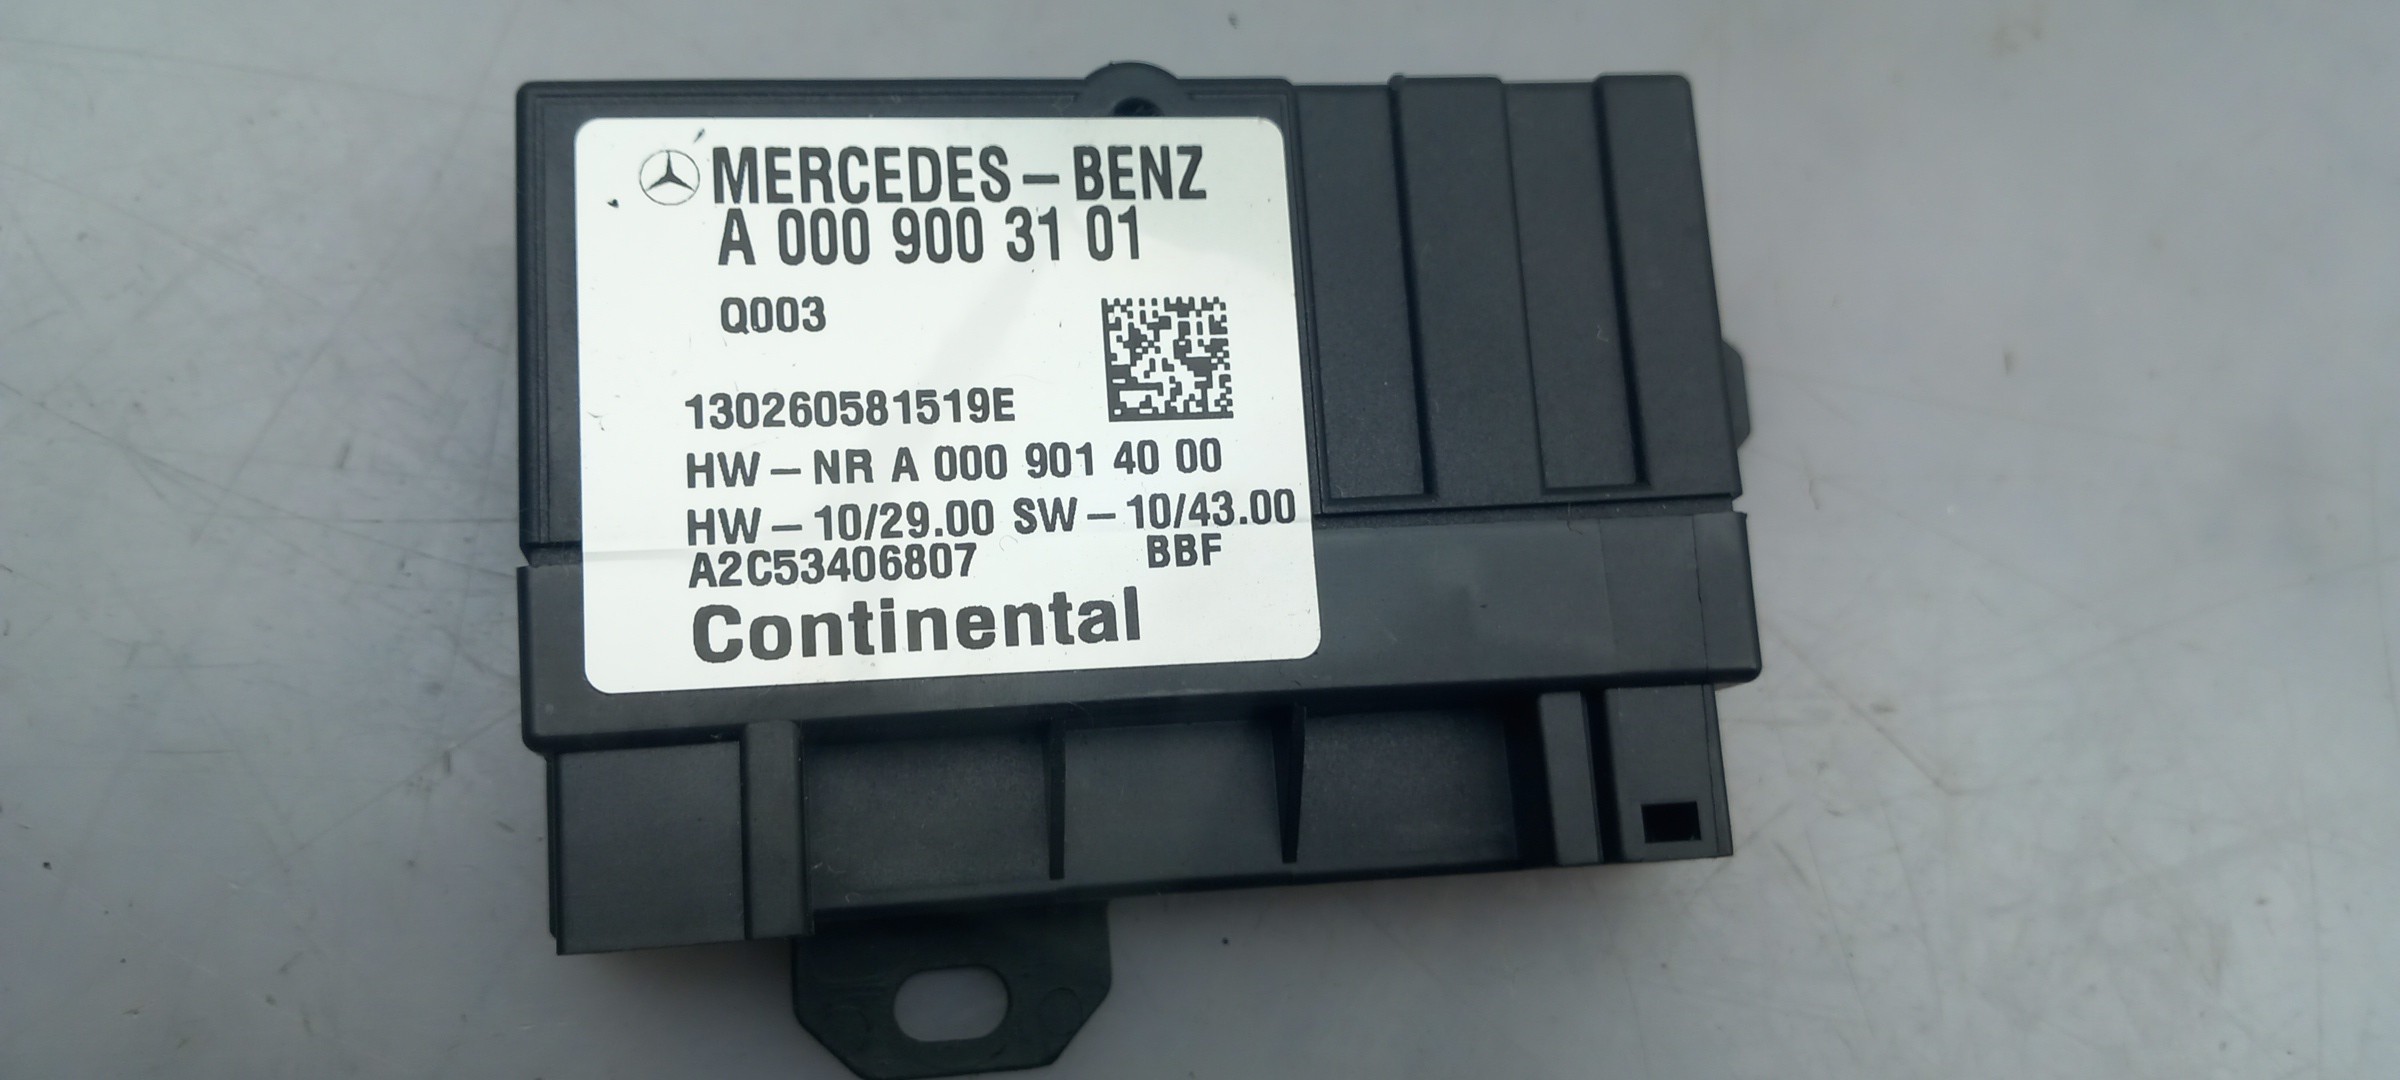 MERCEDES-BENZ
A 000 900 31 01
Q003
130260581519E
HW-NR A 000 901 40 00
HW-10/29.00 SW-10/43.00
A2C53406807 BBF
Continental